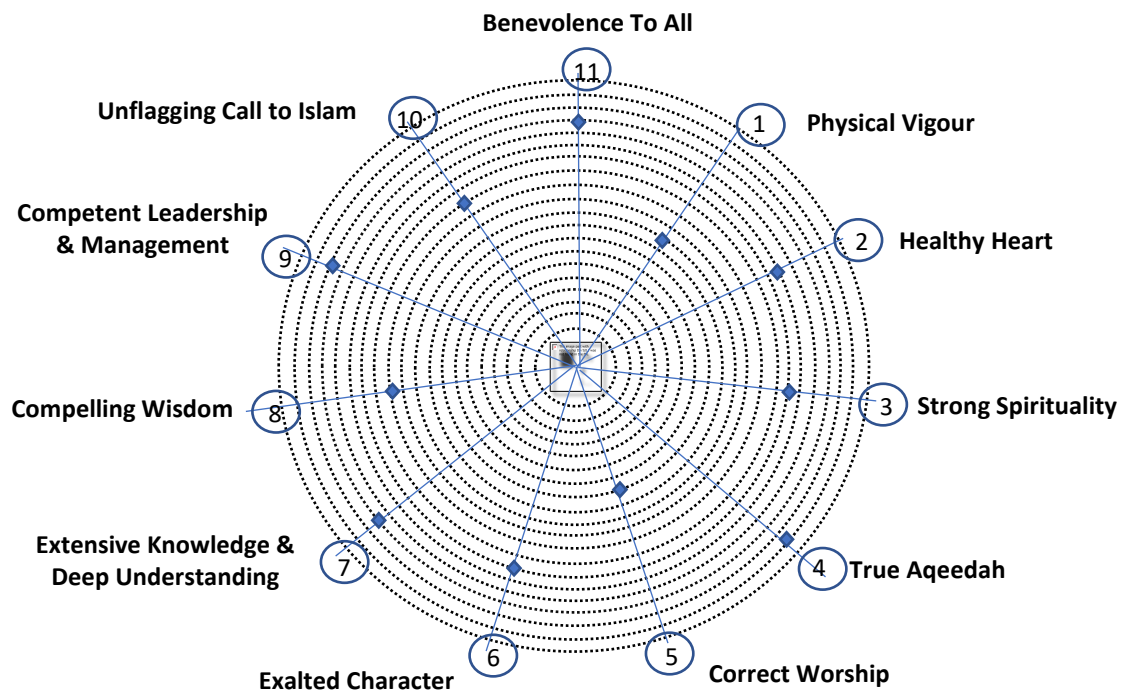 Benevolence To All
11
Unflagging Call to Islam
10
1
Physical Vigour
Competent Leadership
& Management
9
2
Healthy Heart
Compelling Wisdom
8
3
Strong Spirituality
Extensive Knowledge &
Deep Understanding
7
4
True Aqeedah
Exalted Character
6
5
Correct Worship